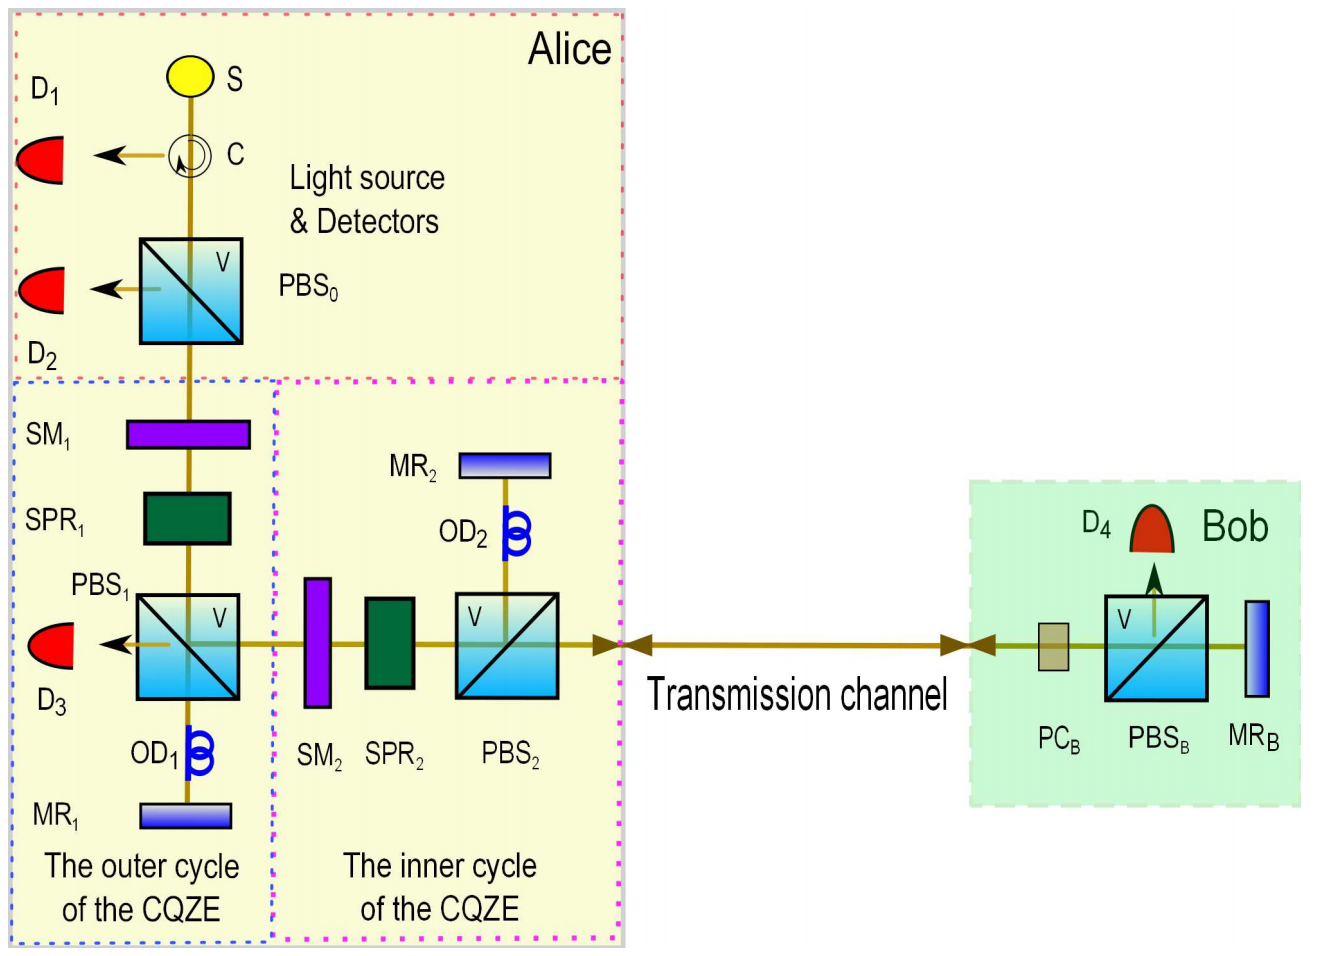 Alice
S
D1
C
Light source
& Detectors
V
PBS0
D2
SM1
MR2
SPR1
OD2
D4
Bob
PBS1
V
V
V
D3
Transmission channel
OD1
SM2
SPR2
PBS2
PCB
PBSB
MRB
MR1
The outer cycle
of the CQZE
The inner cycle
of the CQZE